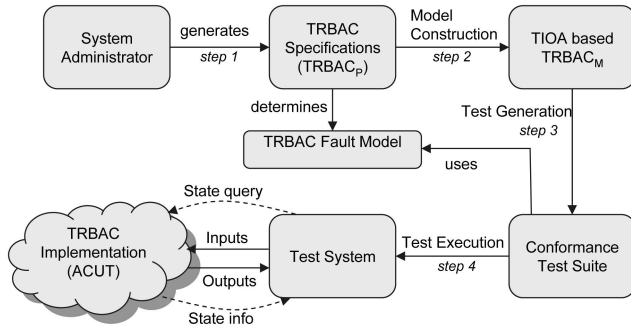 System
Administrator
generates
step 1
TRBAC
Specifications
(TRBACP)
Model
Construction
step 2
TIOA based
TRBACM
determines
Test Generation
step 3
TRBAC Fault Model
uses
State query
TRBAC
Implementation
(ACUT)
Inputs
Outputs
State info
Test System
Test Execution
step 4
Conformance
Test Suite